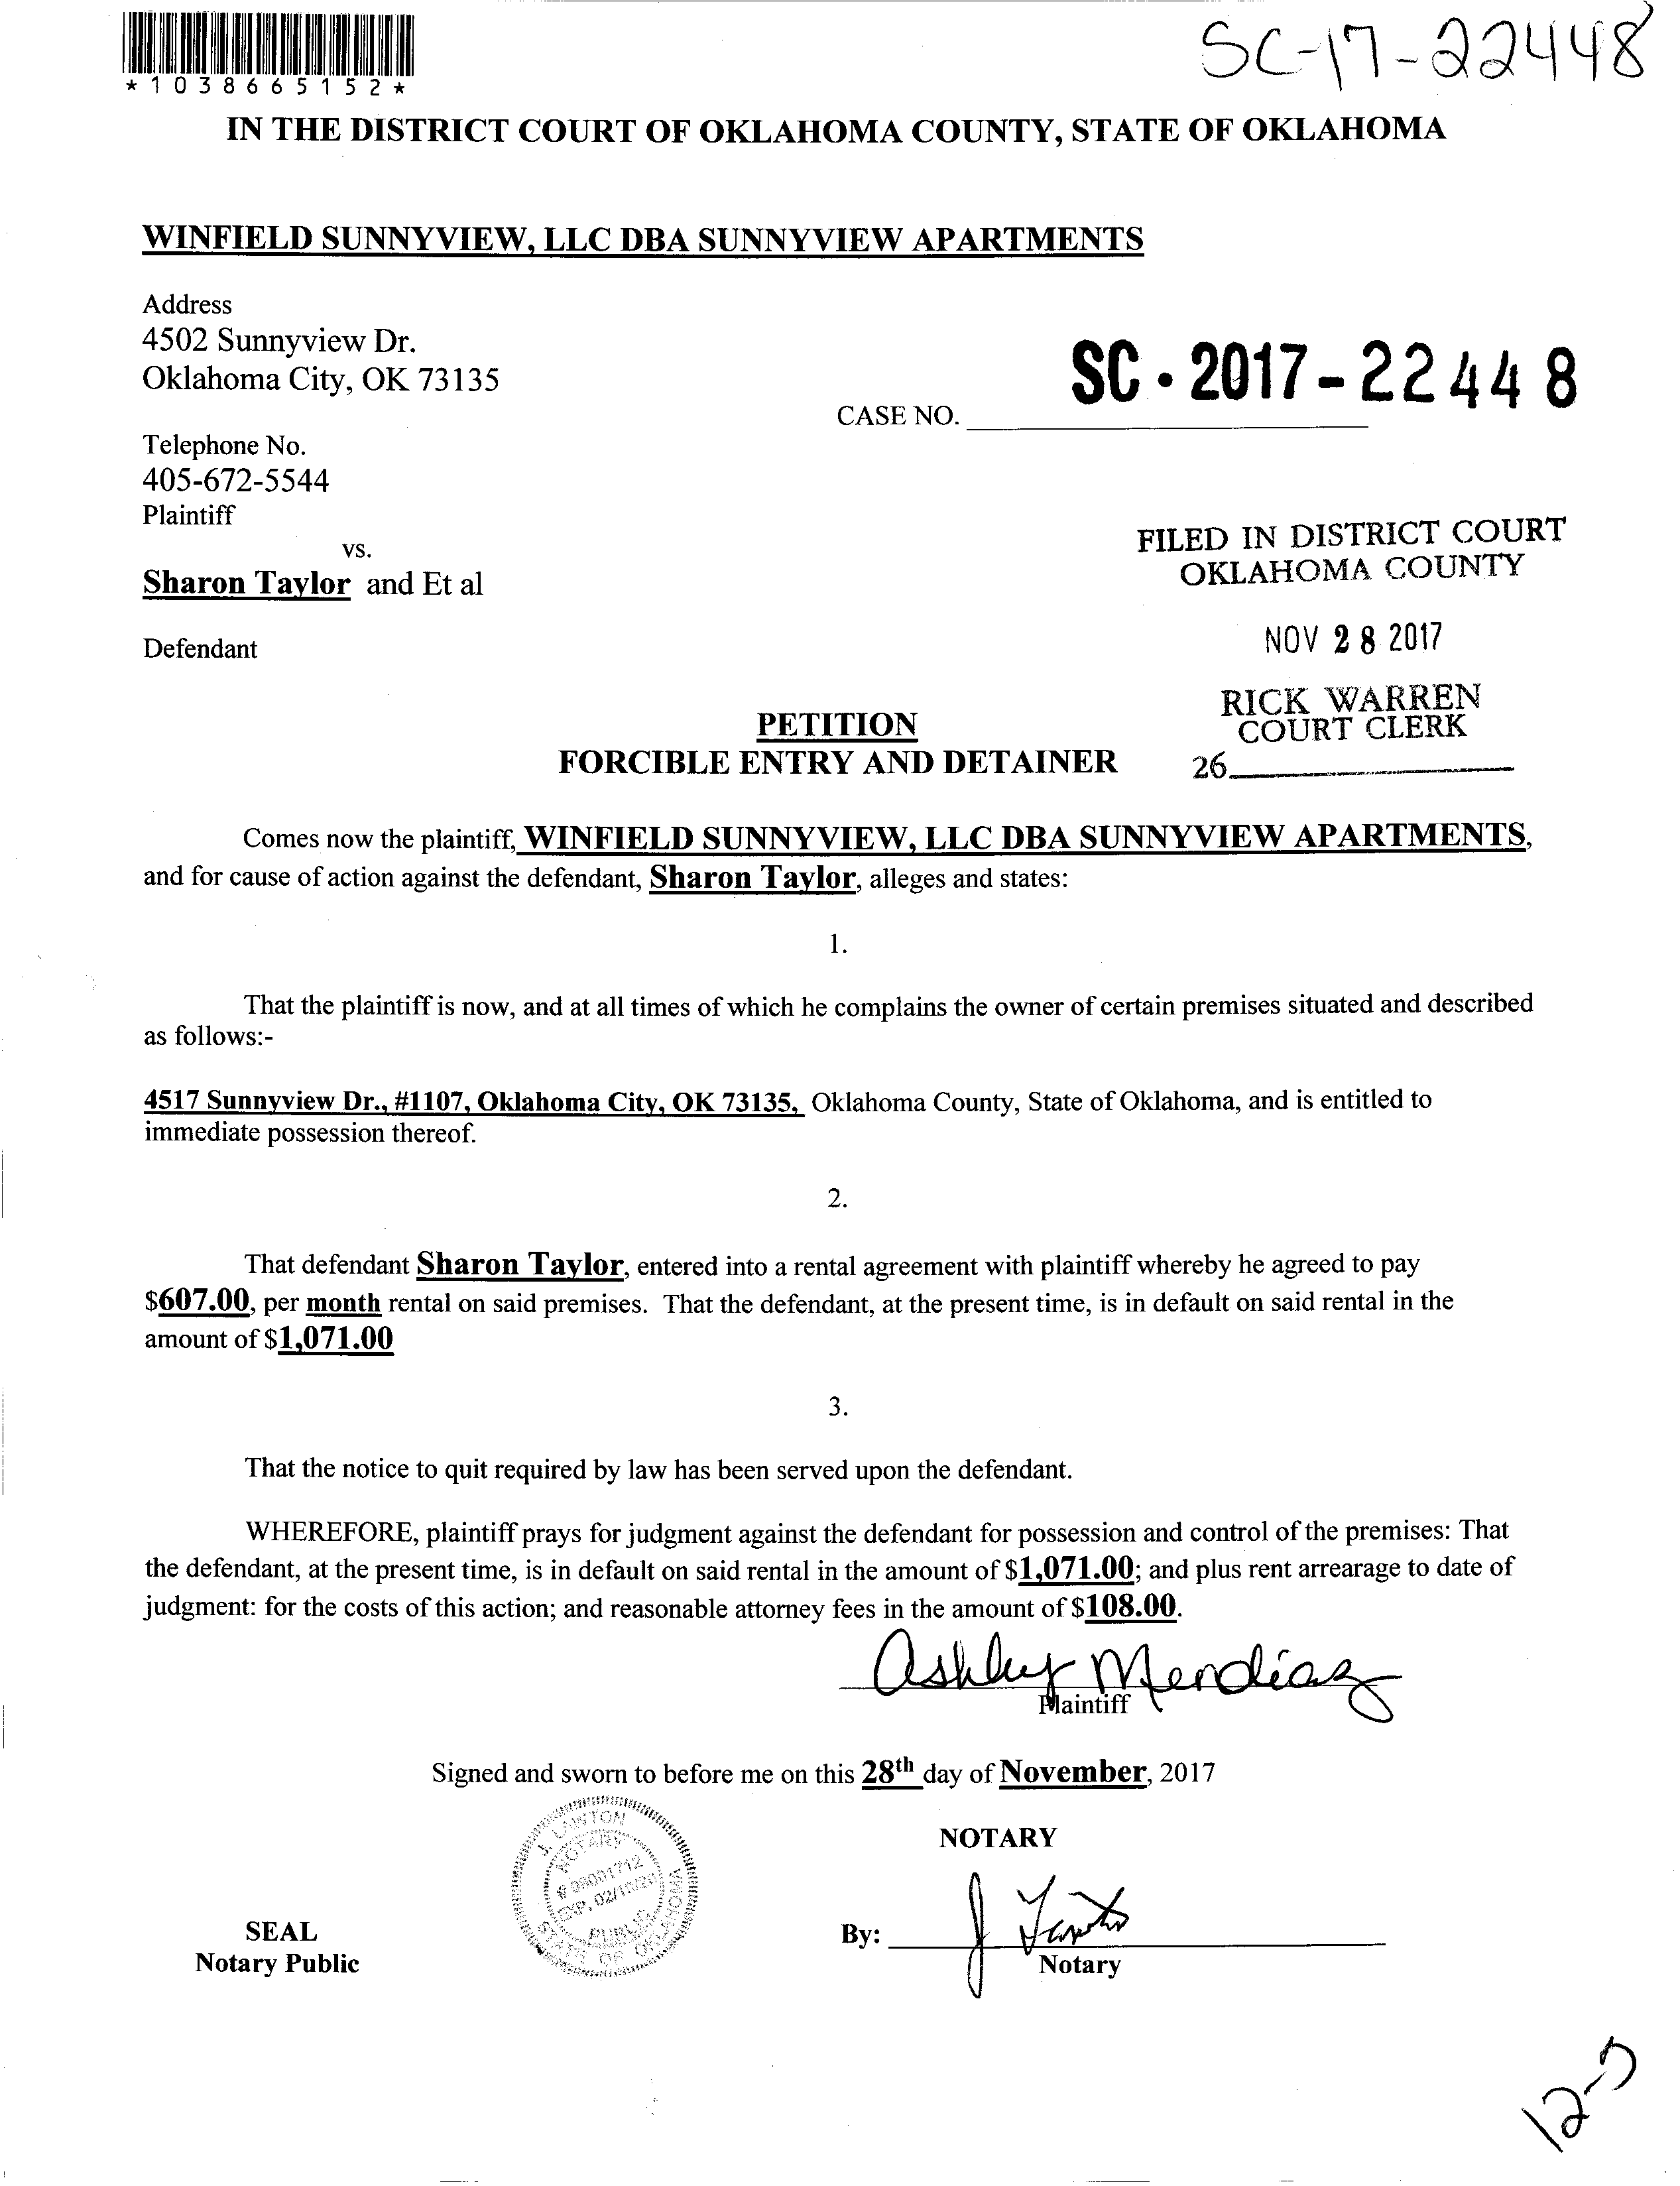 SC-17-22448
*1038665152*
IN THE DISTRICT COURT OF OKLAHOMA COUNTY, STATE OF OKLAHOMA
WINFIELD SUNNYVIEW, LLC DBA SUNNYVIEW APARTMENTS
Address
4502 Sunnyview Dr.
Oklahoma City, OK 73135
SC-2017-22448
CASE NO.
Telephone No.
405-672-5544
Plaintiff
vs.
Sharon Taylor and Et al
Defendant
FILED IN DISTRICT COURT
OKLAHOMA COUNTY
NOV 28 2017
RICK WARREN
COURT CLERK
26
PETITION
FORCIBLE ENTRY AND DETAINER
Comes now the plaintiff, WINFIELD SUNNYVIEW, LLC DBA SUNNYVIEW APARTMENTS,
and for cause of action against the defendant, Sharon Taylor, alleges and states:
1.
That the plaintiff is now, and at all times of which he complains the owner of certain premises situated and described
as follows:-
4517 Sunnyview Dr., #1107, Oklahoma City, OK 73135, Oklahoma County, State of Oklahoma, and is entitled to
immediate possession thereof.
2.
That defendant Sharon Taylor, entered into a rental agreement with plaintiff whereby he agreed to pay
$607.00, per month rental on said premises. That the defendant, at the present time, is in default on said rental in the
amount of $1,071.00
3.
That the notice to quit required by law has been served upon the defendant.
WHEREFORE, plaintiff prays for judgment against the defendant for possession and control of the premises: That
the defendant, at the present time, is in default on said rental in the amount of $1,071.00; and plus rent arrearage to date of
judgment: for the costs of this action; and reasonable attorney fees in the amount of $108.00.
Ashley Mendiaz
Plaintiff
Signed and sworn to before me on this 28th day of November, 2017
J. LAWTON
NOTARY
EXP. 02/
PUBLIC
STATE OF OKLAHOMA
NOTARY
SEAL
Notary Public
By:
Notary
12-5